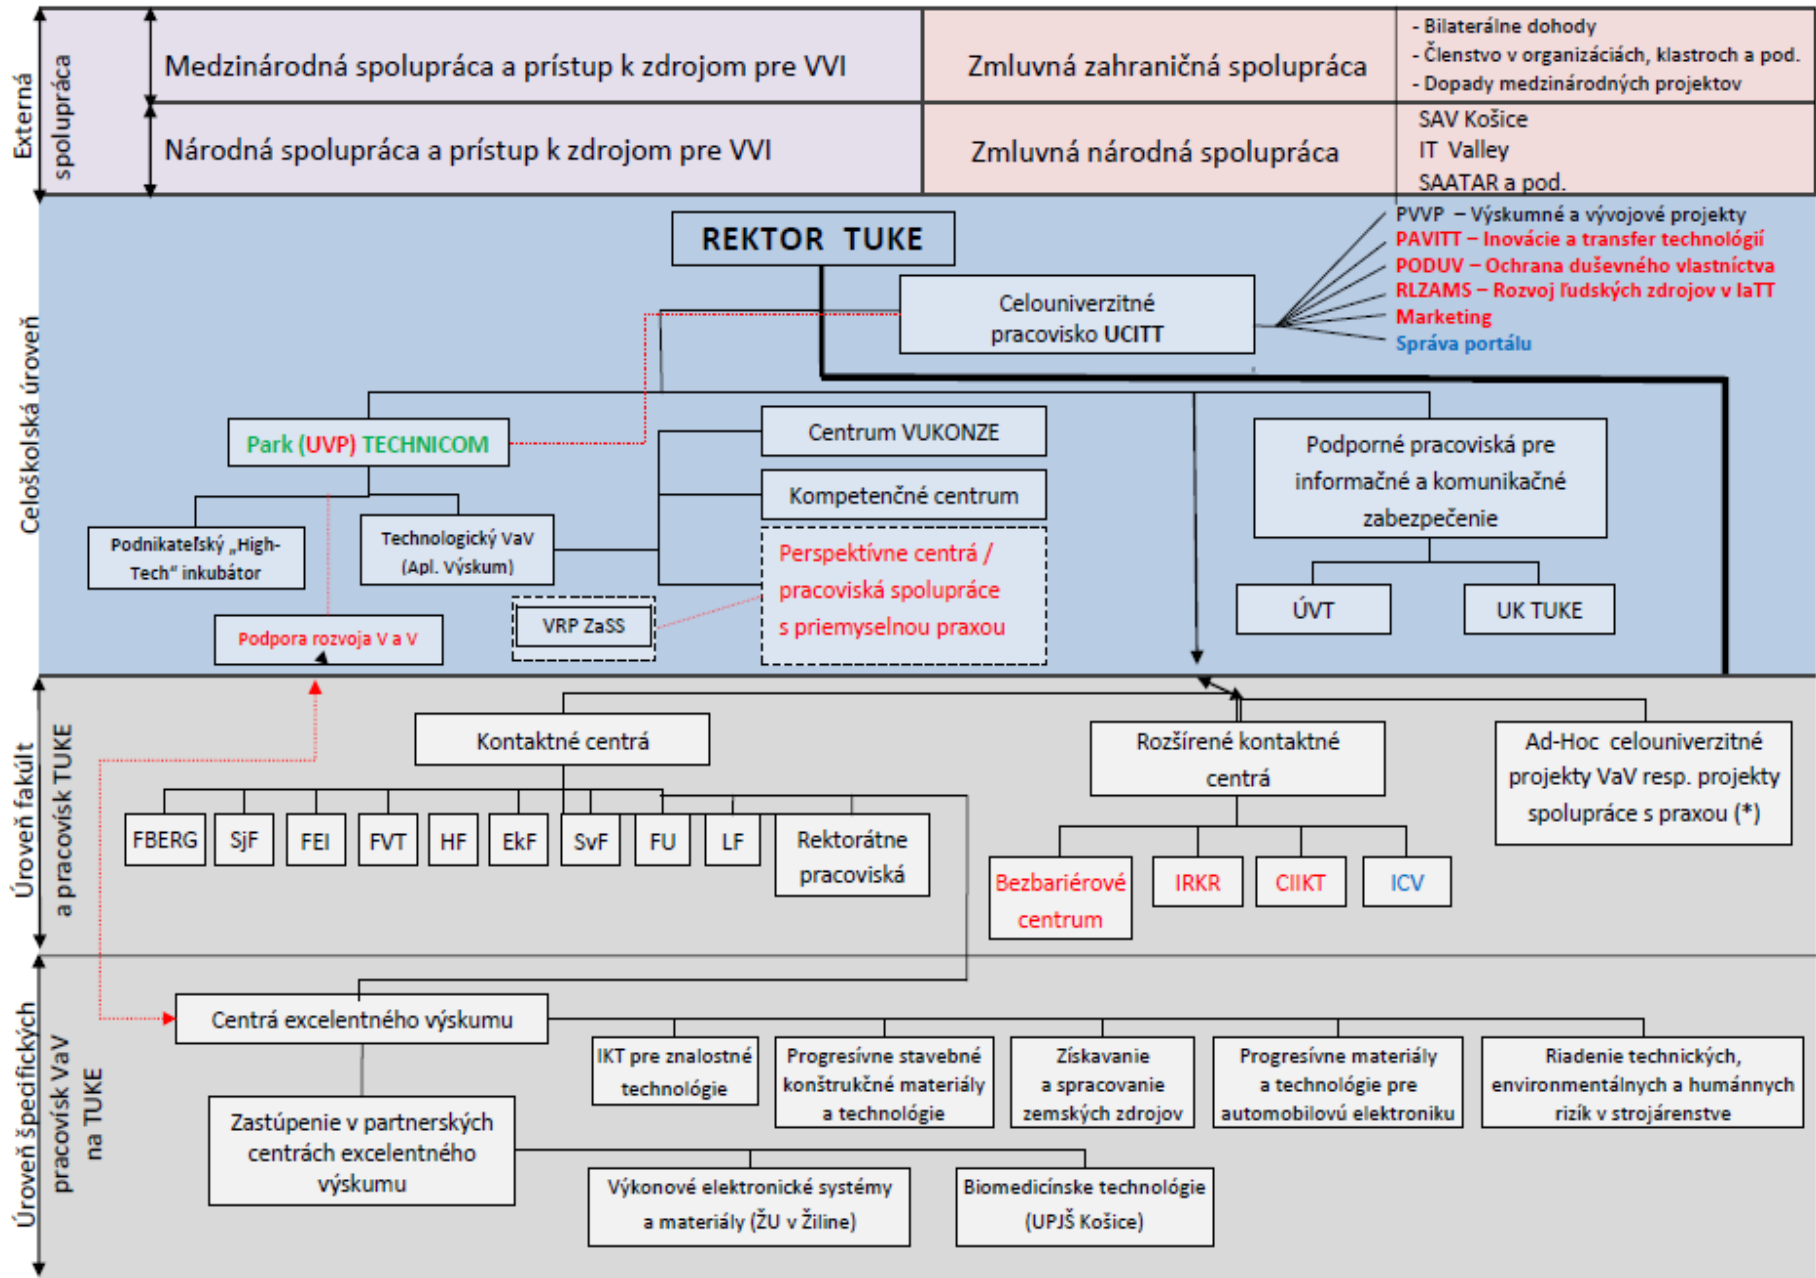 Externá
spolupráca
Medzinárodná spolupráca a prístup k zdrojom pre VVI
Zmluvná zahraničná spolupráca
- Bilaterálne dohody
- Členstvo v organizáciách, klastroch a pod.
- Dopady medzinárodných projektov
Národná spolupráca a prístup k zdrojom pre VVI
Zmluvná národná spolupráca
SAV Košice
IT Valley
SAATAR a pod.
Celoškolská úroveň
REKTOR TUKE
Celouniverzitné
pracovisko UCITT
PVVP – Výskumné a vývojové projekty
PAVITT – Inovácie a transfer technológií
PODUV – Ochrana duševného vlastníctva
RLZAMS – Rozvoj ľudských zdrojov v IaTT
Marketing
Správa portálu
Park (UVP) TECHNICOM
Centrum VUKONZE
Kompetenčné centrum
Perspektívne centrá /
pracoviská spolupráce
s priemyselnou praxou
Podporné pracoviská pre
informačné a komunikačné
zabezpečenie
Podnikateľský „High-
Tech“ inkubátor
Technologický VaV
(Apl. Výskum)
VRP ZaSS
ÚVT
UK TUKE
Podpora rozvoja V a V
Úroveň fakúlt
a pracovísk TUKE
Kontaktné centrá
Rozšírené kontaktné
centrá
Ad-Hoc celouniverzitné
projekty VaV resp. projekty
spolupráce s praxou (*)
FBERG
SjF
FEI
FVT
HF
EkF
SvF
FU
LF
Rektorátne
pracoviská
Bezbariérové
centrum
IRKR
CIIKT
ICV
Úroveň špecifických
pracovísk VaV
na TUKE
Centrá excelentného výskumu
IKT pre znalostné
technológie
Progresívne stavebné
konštrukčné materiály
a technológie
Získavanie
a spracovanie
zemských zdrojov
Progresívne materiály
a technológie pre
automobilovú elektroniku
Riadenie technických,
environmentálnych a humánnych
rizík v strojárenstve
Zastúpenie v partnerských
centrách excelentného
výskumu
Výkonové elektronické systémy
a materiály (ŽU v Žiline)
Biomedicínske technológie
(UPJŠ Košice)